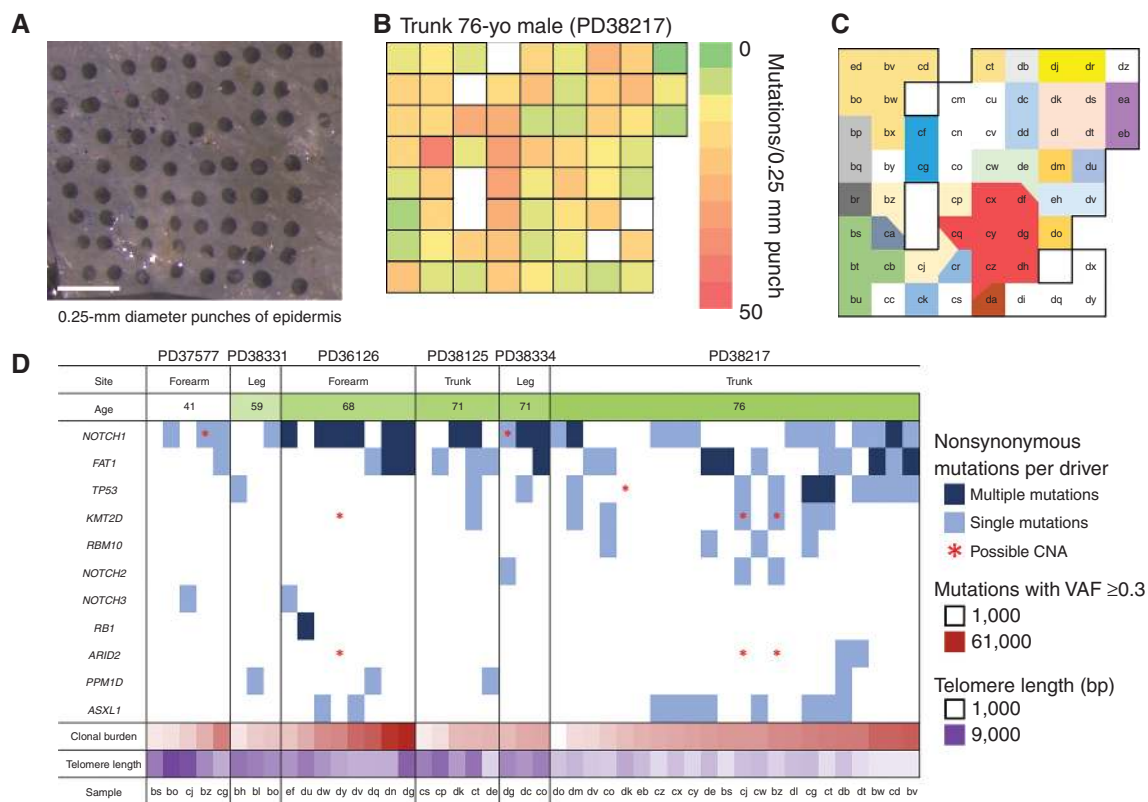 A
0.25-mm diameter punches of epidermis
B Trunk 76-yo male (PD38217)
0
Mutations/0.25 mm punch
50
C
ed bv cd ct db dj dr dz
bo bw cm cu dc dk ds ea
bp bx cf cn cv dd dl dt eb
bq by cg co cw de dm du
br bz cp cx df eh dv
bs ca cq cy dg do
bt cb cj cr cz dh dx
bu cc ck cs da di dq dy
D
PD37577 PD38331 PD36126 PD38125 PD38334 PD38217
Site Forearm Leg Forearm Trunk Leg Trunk
Age 41 59 68 71 71 76
NOTCH1
FAT1
TP53
KMT2D
RBM10
NOTCH2
NOTCH3
RB1
ARID2
PPM1D
ASXL1
Clonal burden
Telomere length
Sample bs bo cj bz cg bh bl bo ef du dw dy dv dq dn dg cs cp dk ct de dg dc co do dm dv co dk eb cz cx cy de bs cj cw bz dl cg ct db dt bw cd bv
Nonsynonymous
mutations per driver
Multiple mutations
Single mutations
* Possible CNA
Mutations with VAF ≥0.3
1,000
61,000
Telomere length (bp)
1,000
9,000